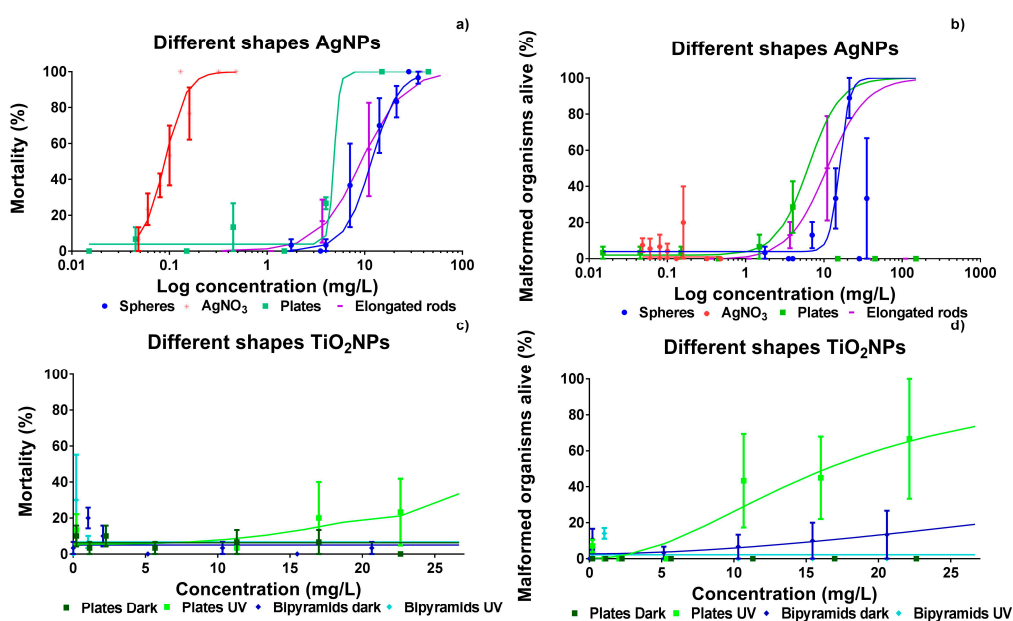 a)
Different shapes AgNPs
Mortality (%)
100
80
60
40
20
0
0.01 0.1 1 10 100
Log concentration (mg/L)
Spheres AgNO₃ Plates Elongated rods
b)
Different shapes AgNPs
Malformed organisms alive (%)
100
80
60
40
20
0
0.01 0.1 1 10 100 1000
Log concentration (mg/L)
Spheres AgNO₃ Plates Elongated rods
c)
Different shapes TiO₂NPs
Mortality (%)
100
80
60
40
20
0
0 5 10 15 20 25
Concentration (mg/L)
Plates Dark Plates UV Bipyramids dark Bipyramids UV
d)
Different shapes TiO₂NPs
Malformed organisms alive (%)
100
80
60
40
20
0
0 5 10 15 20 25
Concentration (mg/L)
Plates Dark Plates UV Bipyramids dark Bipyramids UV